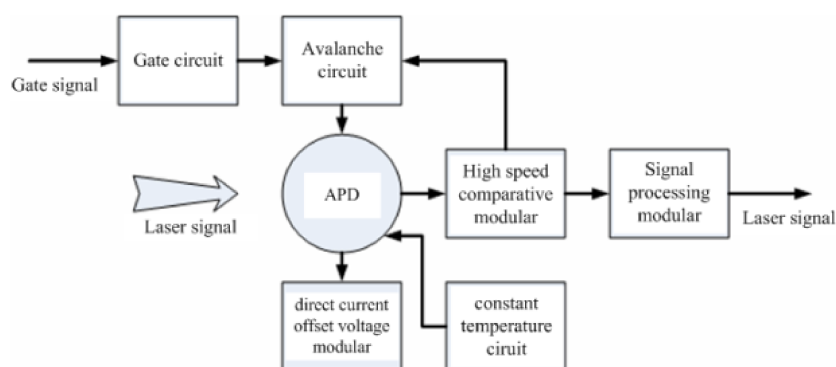 Gate signal
Gate circuit
Avalanche
circuit
Laser signal
APD
High speed
comparative
modular
Signal
processing
modular
Laser signal
direct current
offset voltage
modular
constant
temperature
ciruit